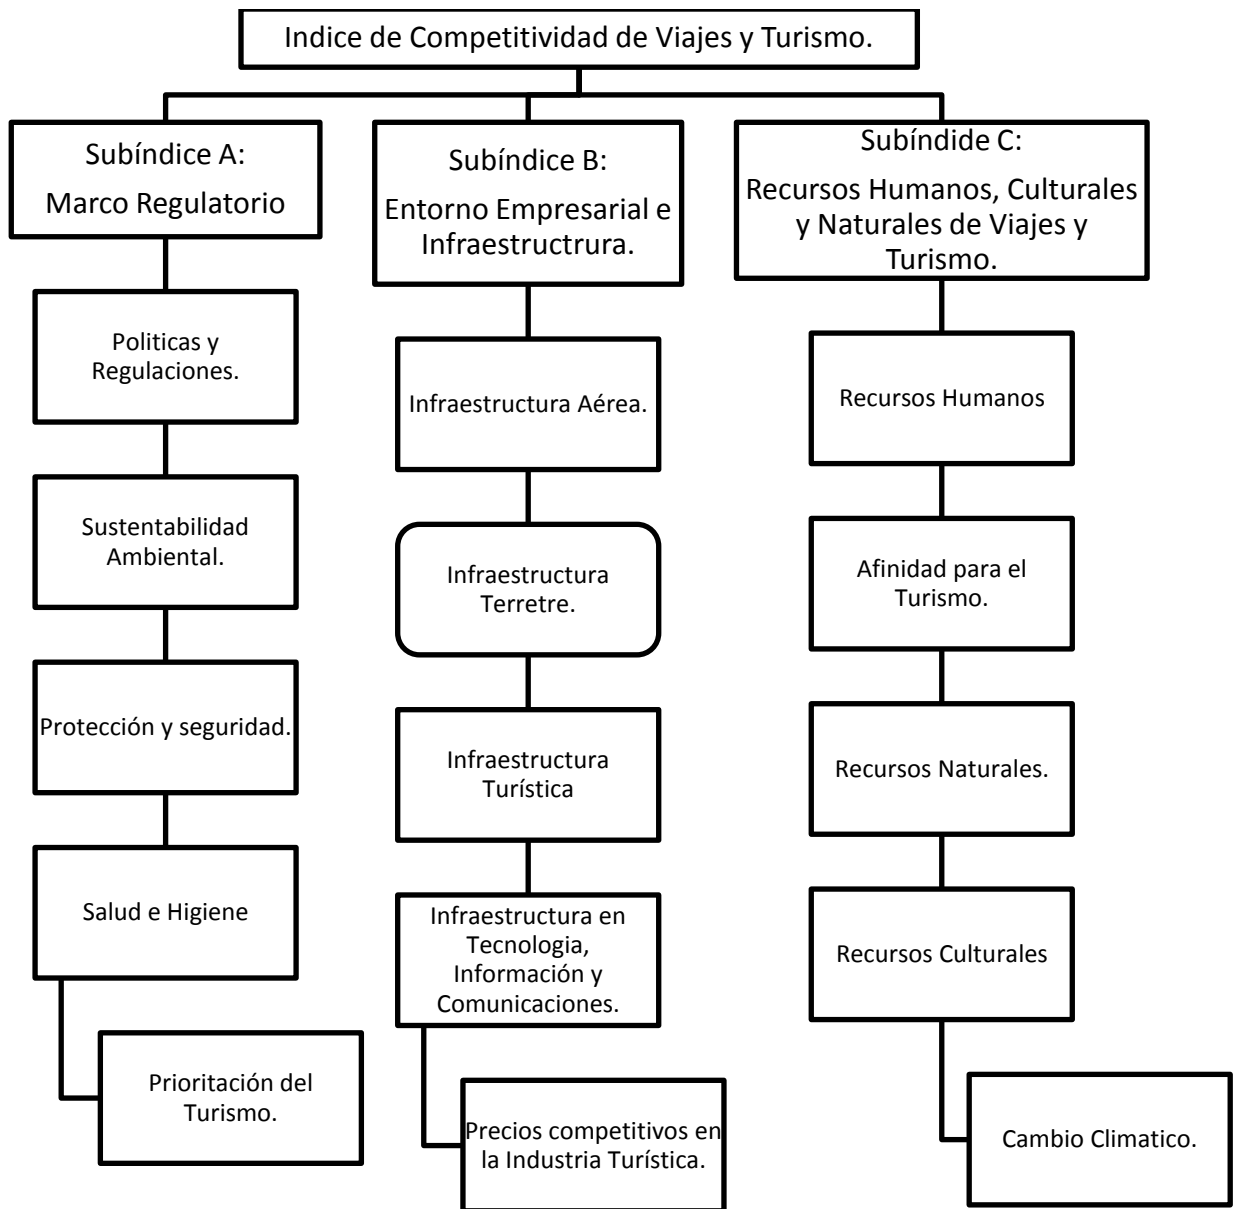 Indice de Competitividad de Viajes y Turismo.
Subíndice A:
Marco Regulatorio
Politicas y
Regulaciones.
Sustentabilidad
Ambiental.
Protección y seguridad.
Salud e Higiene
Prioritación del
Turismo.
Subíndice B:
Entorno Empresarial e
Infraestructrura.
Infraestructura Aérea.
Infraestructura
Terretre.
Infraestructura
Turística
Infraestructura en
Tecnologia,
Información y
Comunicaciones.
Precios competitivos en
la Industria Turística.
Subíndide C:
Recursos Humanos, Culturales
y Naturales de Viajes y
Turismo.
Recursos Humanos
Afinidad para el
Turismo.
Recursos Naturales.
Recursos Culturales
Cambio Climatico.